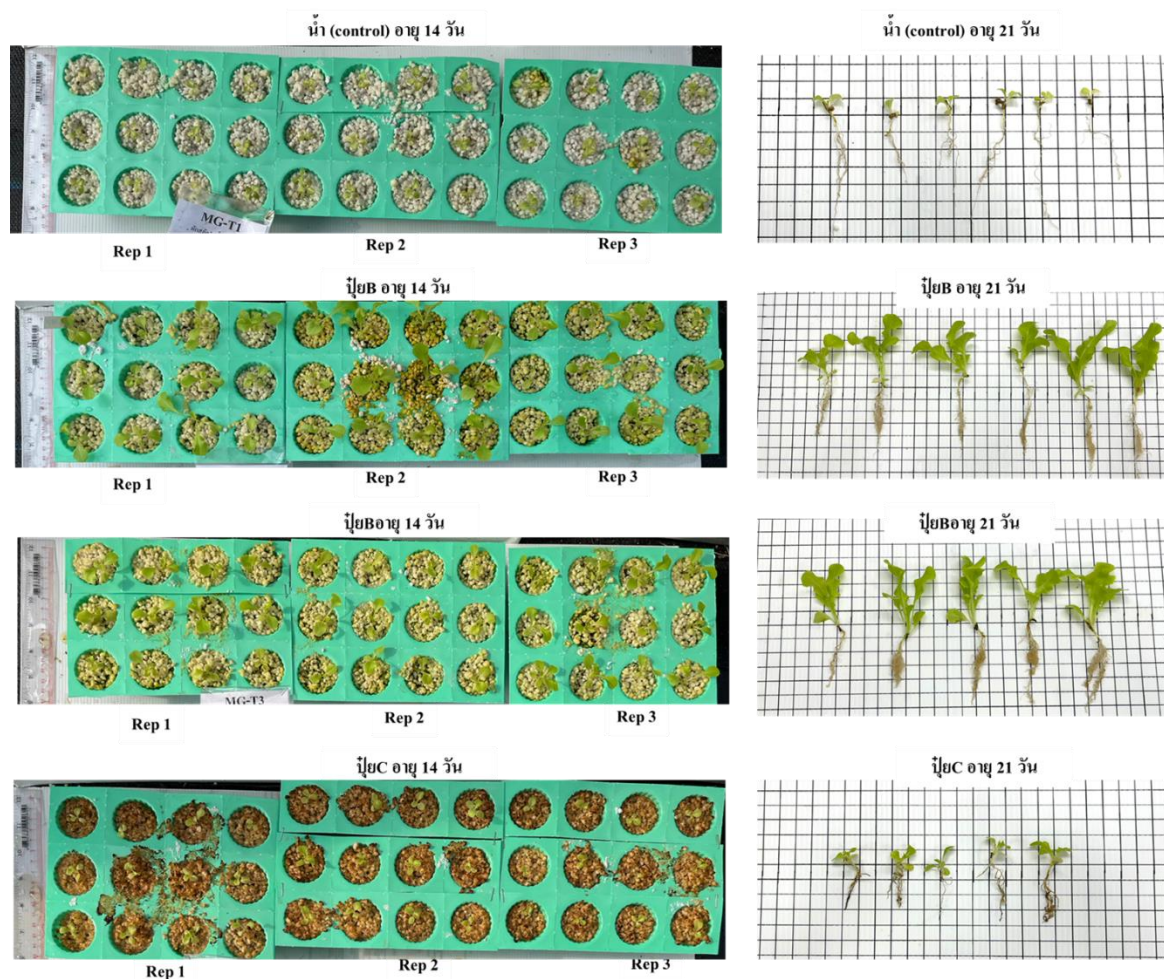 น้ำ (control) อายุ 14 วัน
น้ำ (control) อายุ 21 วัน
MG-T1
Rep 1
Rep 2
Rep 3
ปุ๋ยB อายุ 14 วัน
ปุ๋ยB อายุ 21 วัน
Rep 1
Rep 2
Rep 3
ปุ๋ยBอายุ 14 วัน
ปุ๋ยBอายุ 21 วัน
MG-T3
Rep 1
Rep 2
Rep 3
ปุ๋ยC อายุ 14 วัน
ปุ๋ยC อายุ 21 วัน
Rep 1
Rep 2
Rep 3